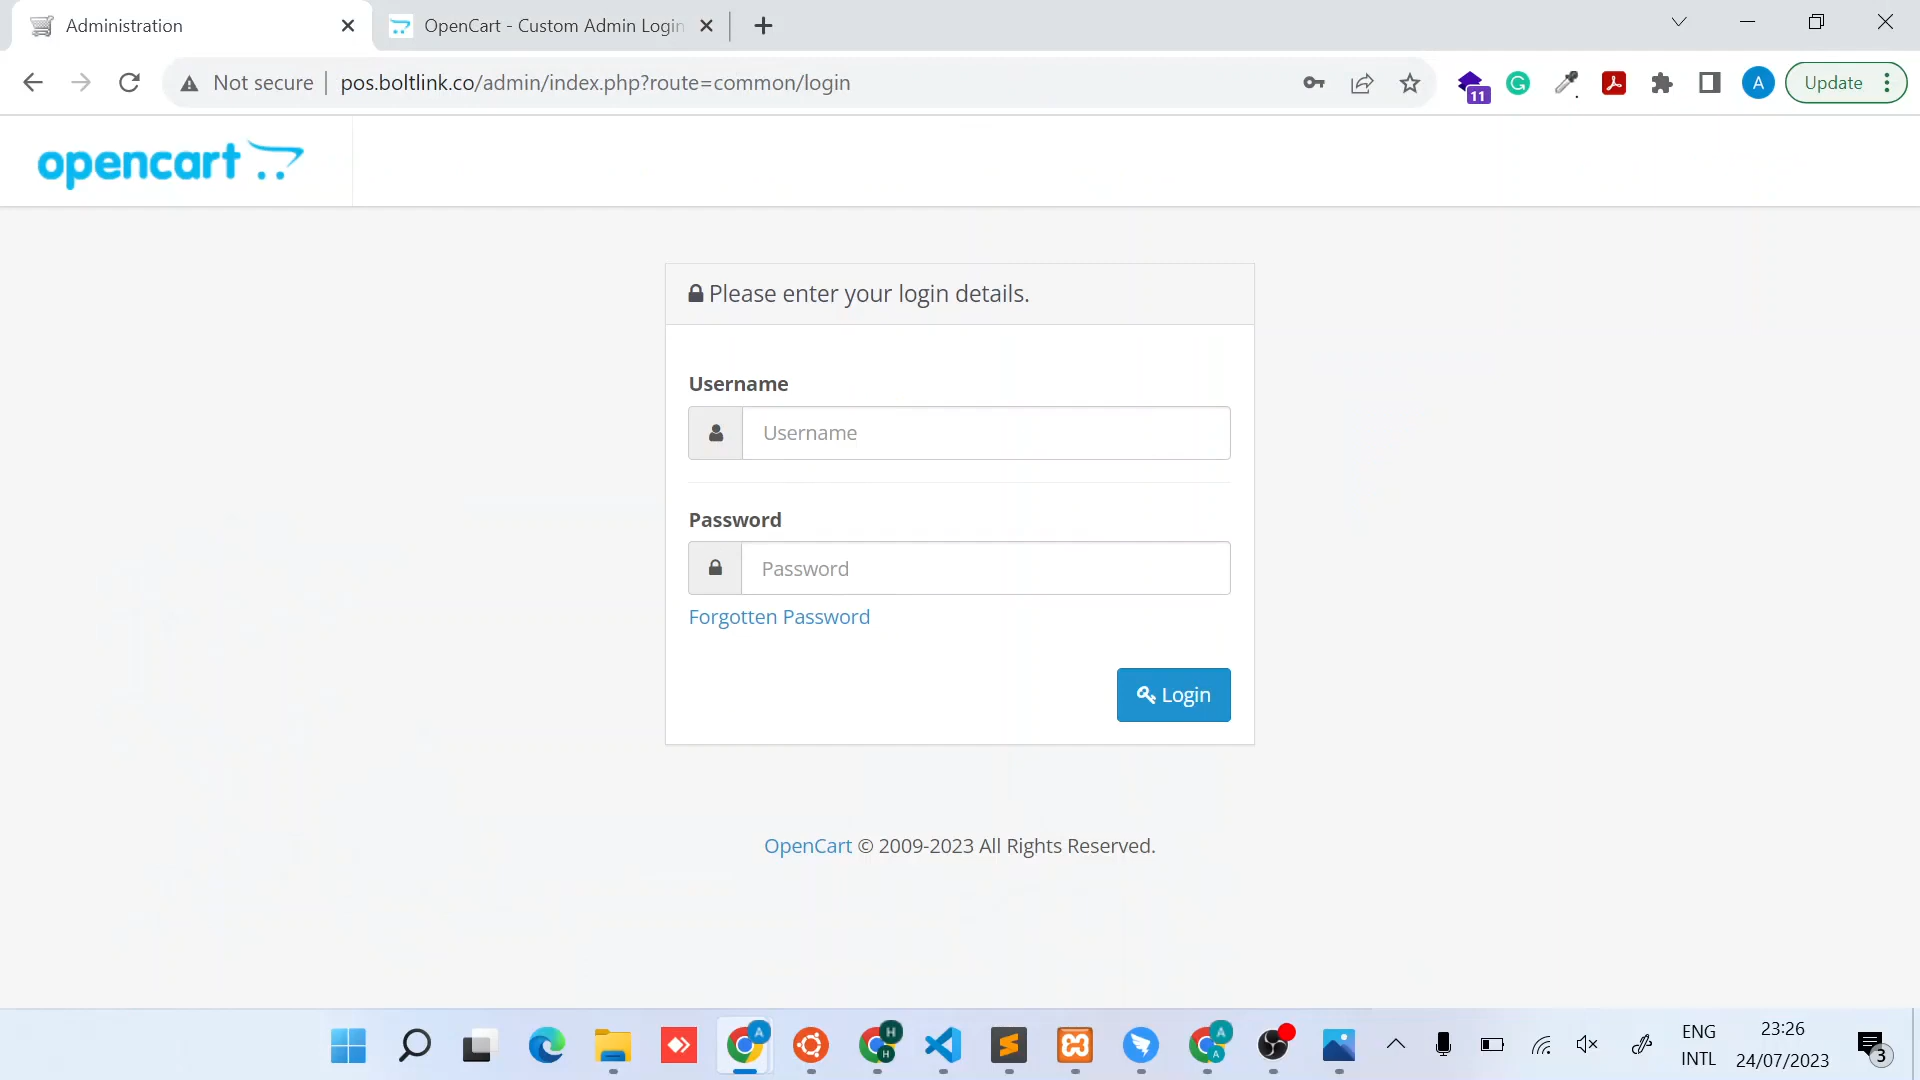 Administration
OpenCart - Custom Admin Login
Not secure
pos.boltlink.co/admin/index.php?route=common/login
11
G
A
Update
opencart
Please enter your login details.
Username
Username
Password
Password
Forgotten Password
Login
OpenCart © 2009-2023 All Rights Reserved.
A
H
H
A
A
ENG
INTL
23:26
24/07/2023
3